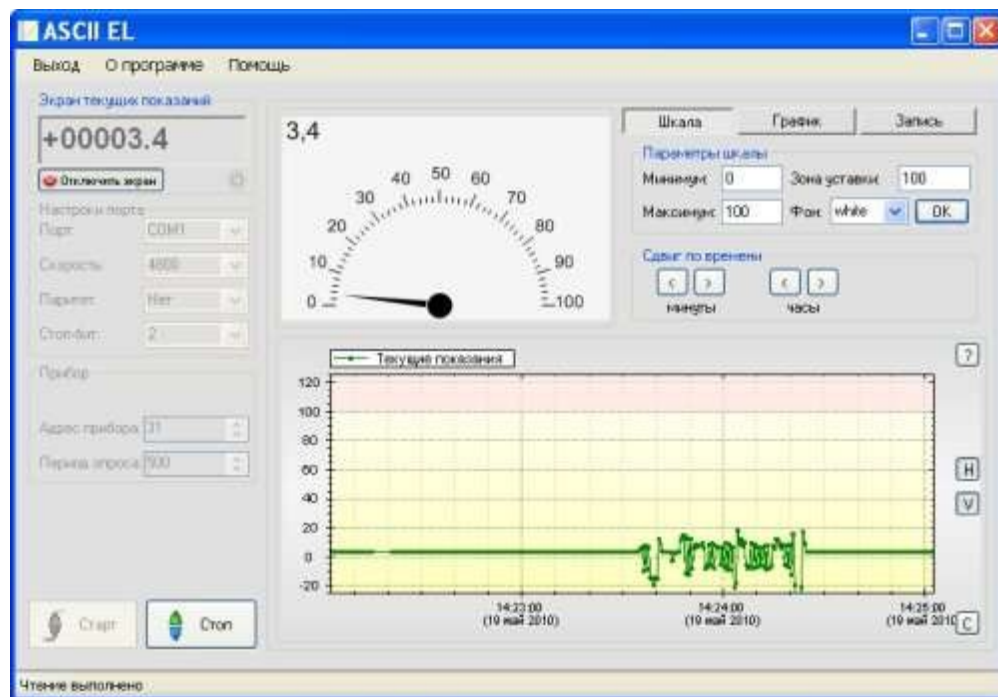 ASCII EL
Выход О программе Помощь
Экран текущих показаний
+00003.4
Отключить экран
Настройки порта
Порт: COM1
Скорость: 4800
Паритет: Нет
Стоп-бит: 2
Прибор
Адрес прибора: 31
Период опроса: 500
Старт Стоп
3,4
0 10 20 30 40 50 60 70 80 90 100
Шкала График Запись
Параметры шкалы
Минимум: 0 Зона уставки: 100
Максимум: 100 Фон: white OK
Сдвиг по времени
< > < >
минуты часы
Текущие показания
?
120
100
80
60
H
40
V
20
0
-20
14:23:00 14:24:00 14:25:00
(19 май 2010) (19 май 2010) (19 май 2010
C
Чтение выполнено